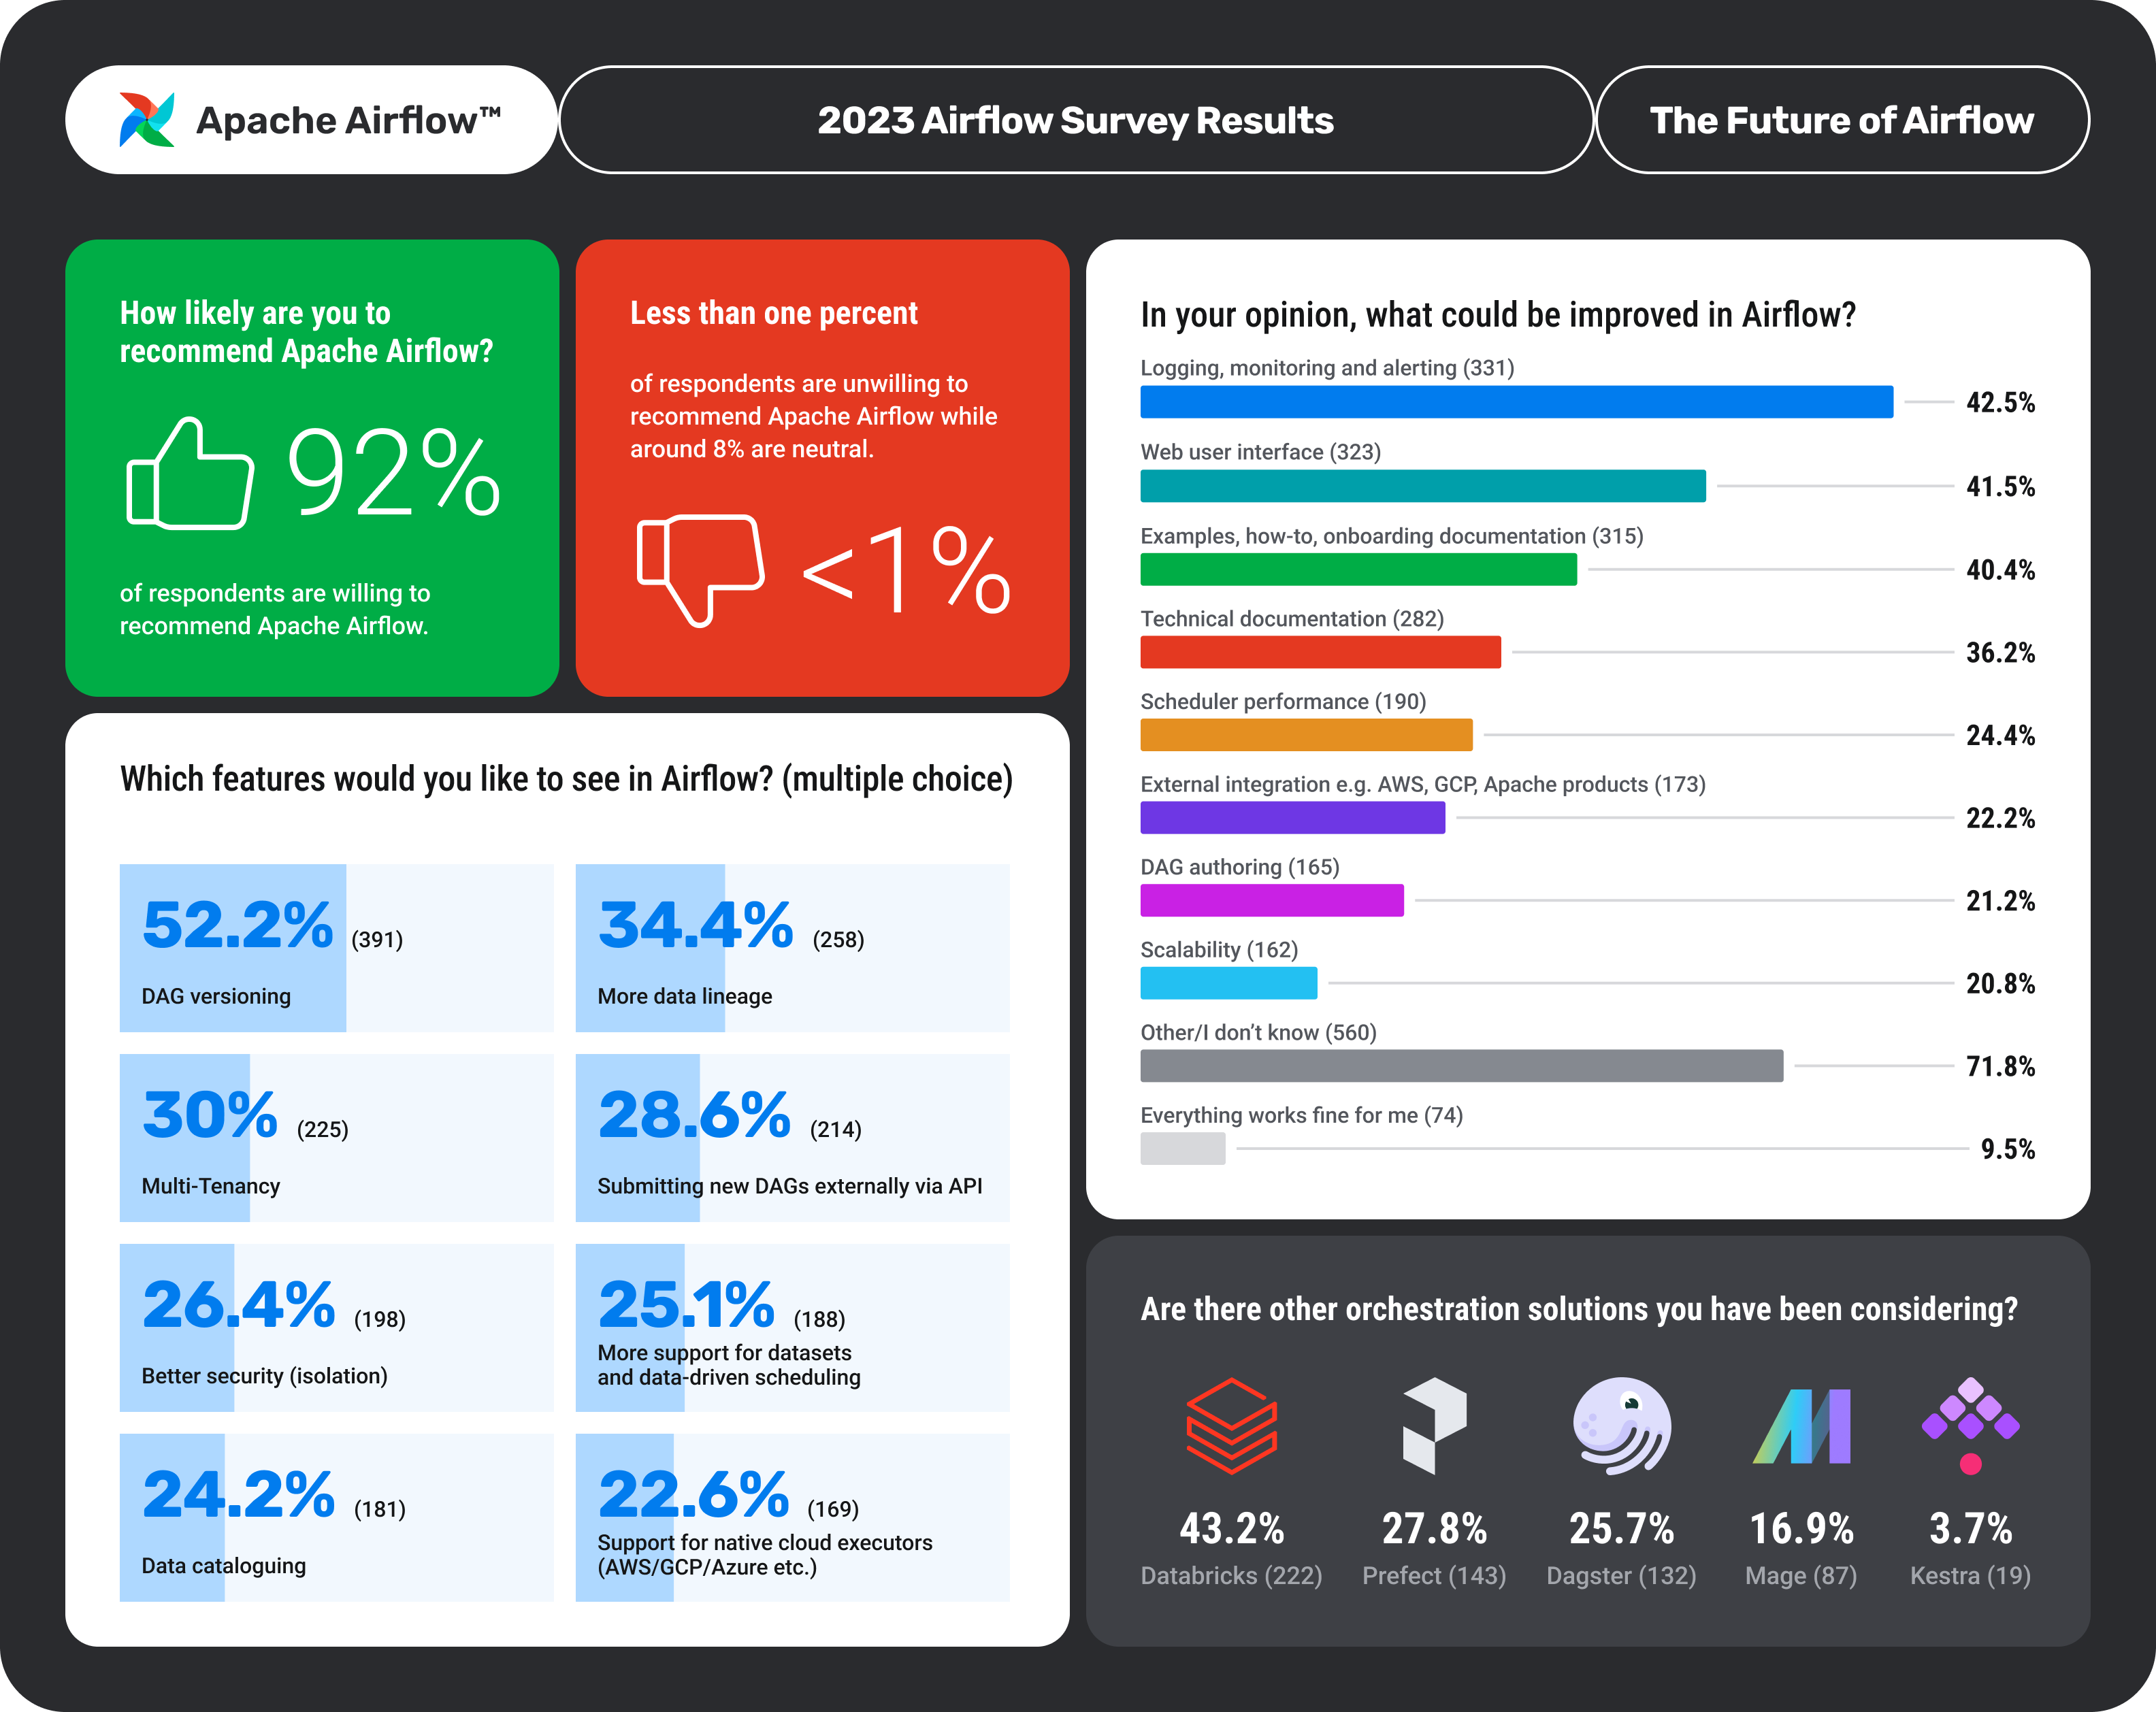 Apache Airflow™
2023 Airflow Survey Results
The Future of Airflow
How likely are you to
recommend Apache Airflow?
92%
of respondents are willing to
recommend Apache Airflow.
Less than one percent
of respondents are unwilling to
recommend Apache Airflow while
around 8% are neutral.
<1%
Which features would you like to see in Airflow? (multiple choice)
52.2% (391)
DAG versioning
34.4% (258)
More data lineage
30% (225)
Multi-Tenancy
28.6% (214)
Submitting new DAGs externally via API
26.4% (198)
Better security (isolation)
25.1% (188)
More support for datasets
and data-driven scheduling
24.2% (181)
Data cataloguing
22.6% (169)
Support for native cloud executors
(AWS/GCP/Azure etc.)
In your opinion, what could be improved in Airflow?
Logging, monitoring and alerting (331)
42.5%
Web user interface (323)
41.5%
Examples, how-to, onboarding documentation (315)
40.4%
Technical documentation (282)
36.2%
Scheduler performance (190)
24.4%
External integration e.g. AWS, GCP, Apache products (173)
22.2%
DAG authoring (165)
21.2%
Scalability (162)
20.8%
Other/I don’t know (560)
71.8%
Everything works fine for me (74)
9.5%
Are there other orchestration solutions you have been considering?
43.2%
Databricks (222)
27.8%
Prefect (143)
25.7%
Dagster (132)
16.9%
Mage (87)
3.7%
Kestra (19)